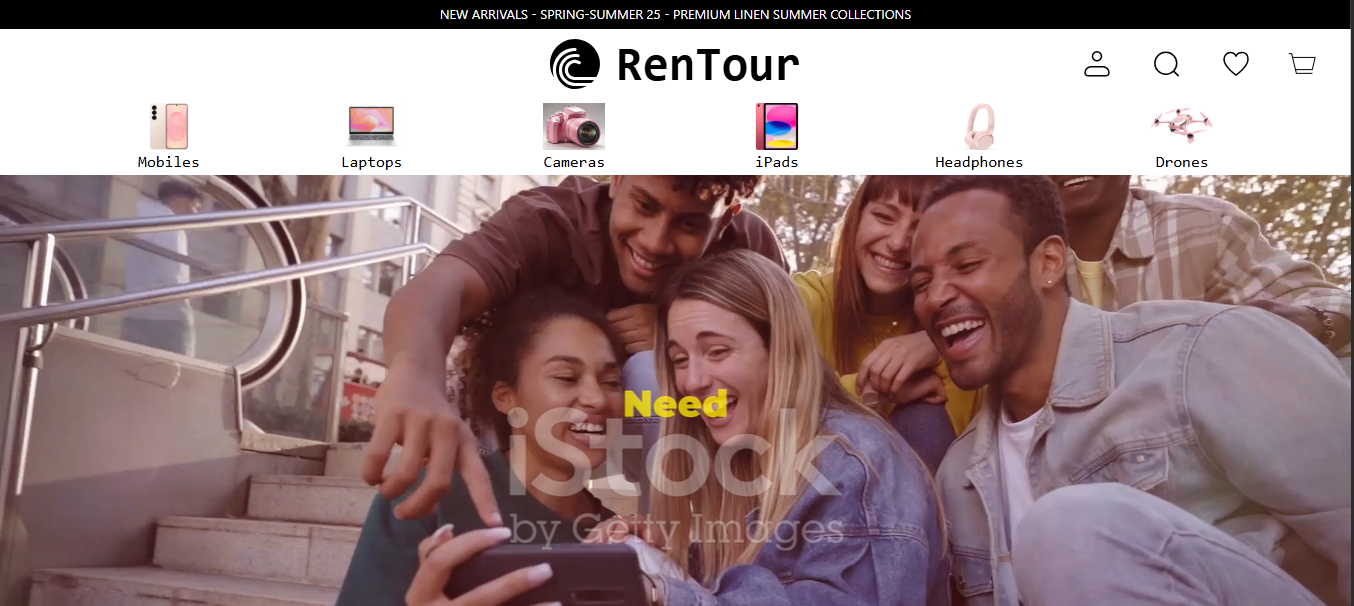 NEW ARRIVALS - SPRING-SUMMER 25 - PREMIUM LINEN SUMMER COLLECTIONS
RenTour
Mobiles Laptops Cameras iPads Headphones Drones
Need
iStock
by Getty Images